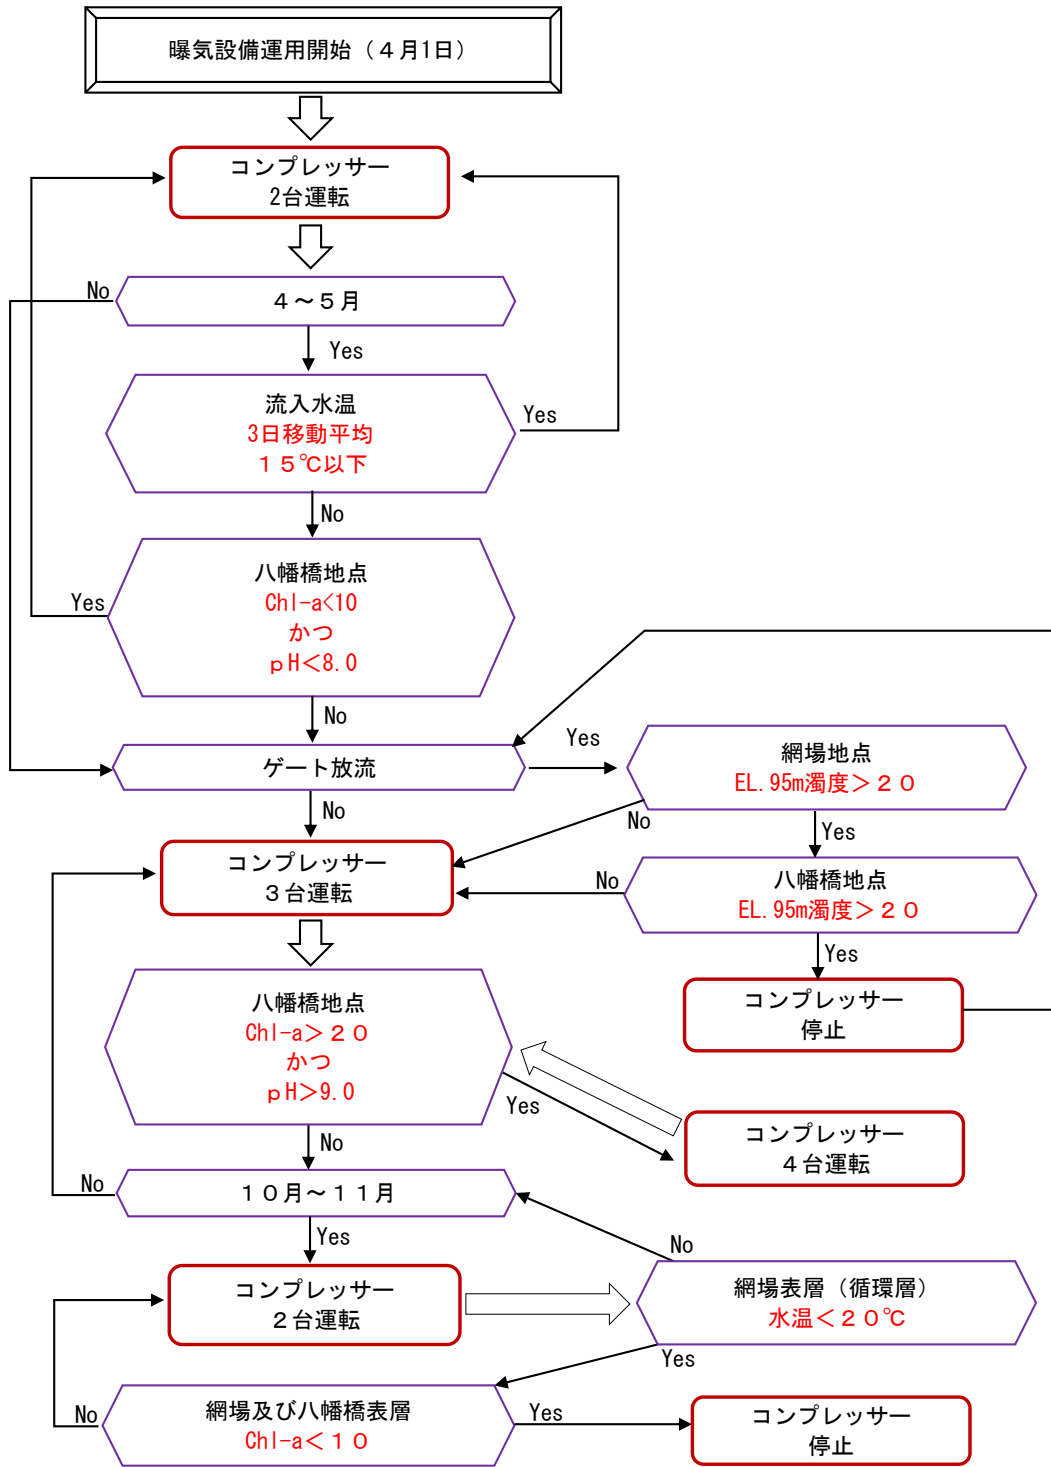 曝気設備運用開始（４月1日）
コンプレッサー
2台運転
No
４～５月
Yes
流入水温
3日移動平均
１５℃以下
Yes
No
八幡橋地点
Chl-a<10
かつ
ｐH＜8.0
Yes
No
ゲート放流
Yes
網場地点
EL.95m濁度＞２０
No
No
Yes
コンプレッサー
３台運転
No
八幡橋地点
EL.95m濁度＞２０
Yes
コンプレッサー
停止
八幡橋地点
Chl-a＞２０
かつ
ｐH＞9.0
Yes
No
コンプレッサー
４台運転
No
１０月～１１月
Yes
No
コンプレッサー
２台運転
網場表層（循環層）
水温＜２０℃
Yes
No
網場及び八幡橋表層
Chl-a＜１０
Yes
コンプレッサー
停止